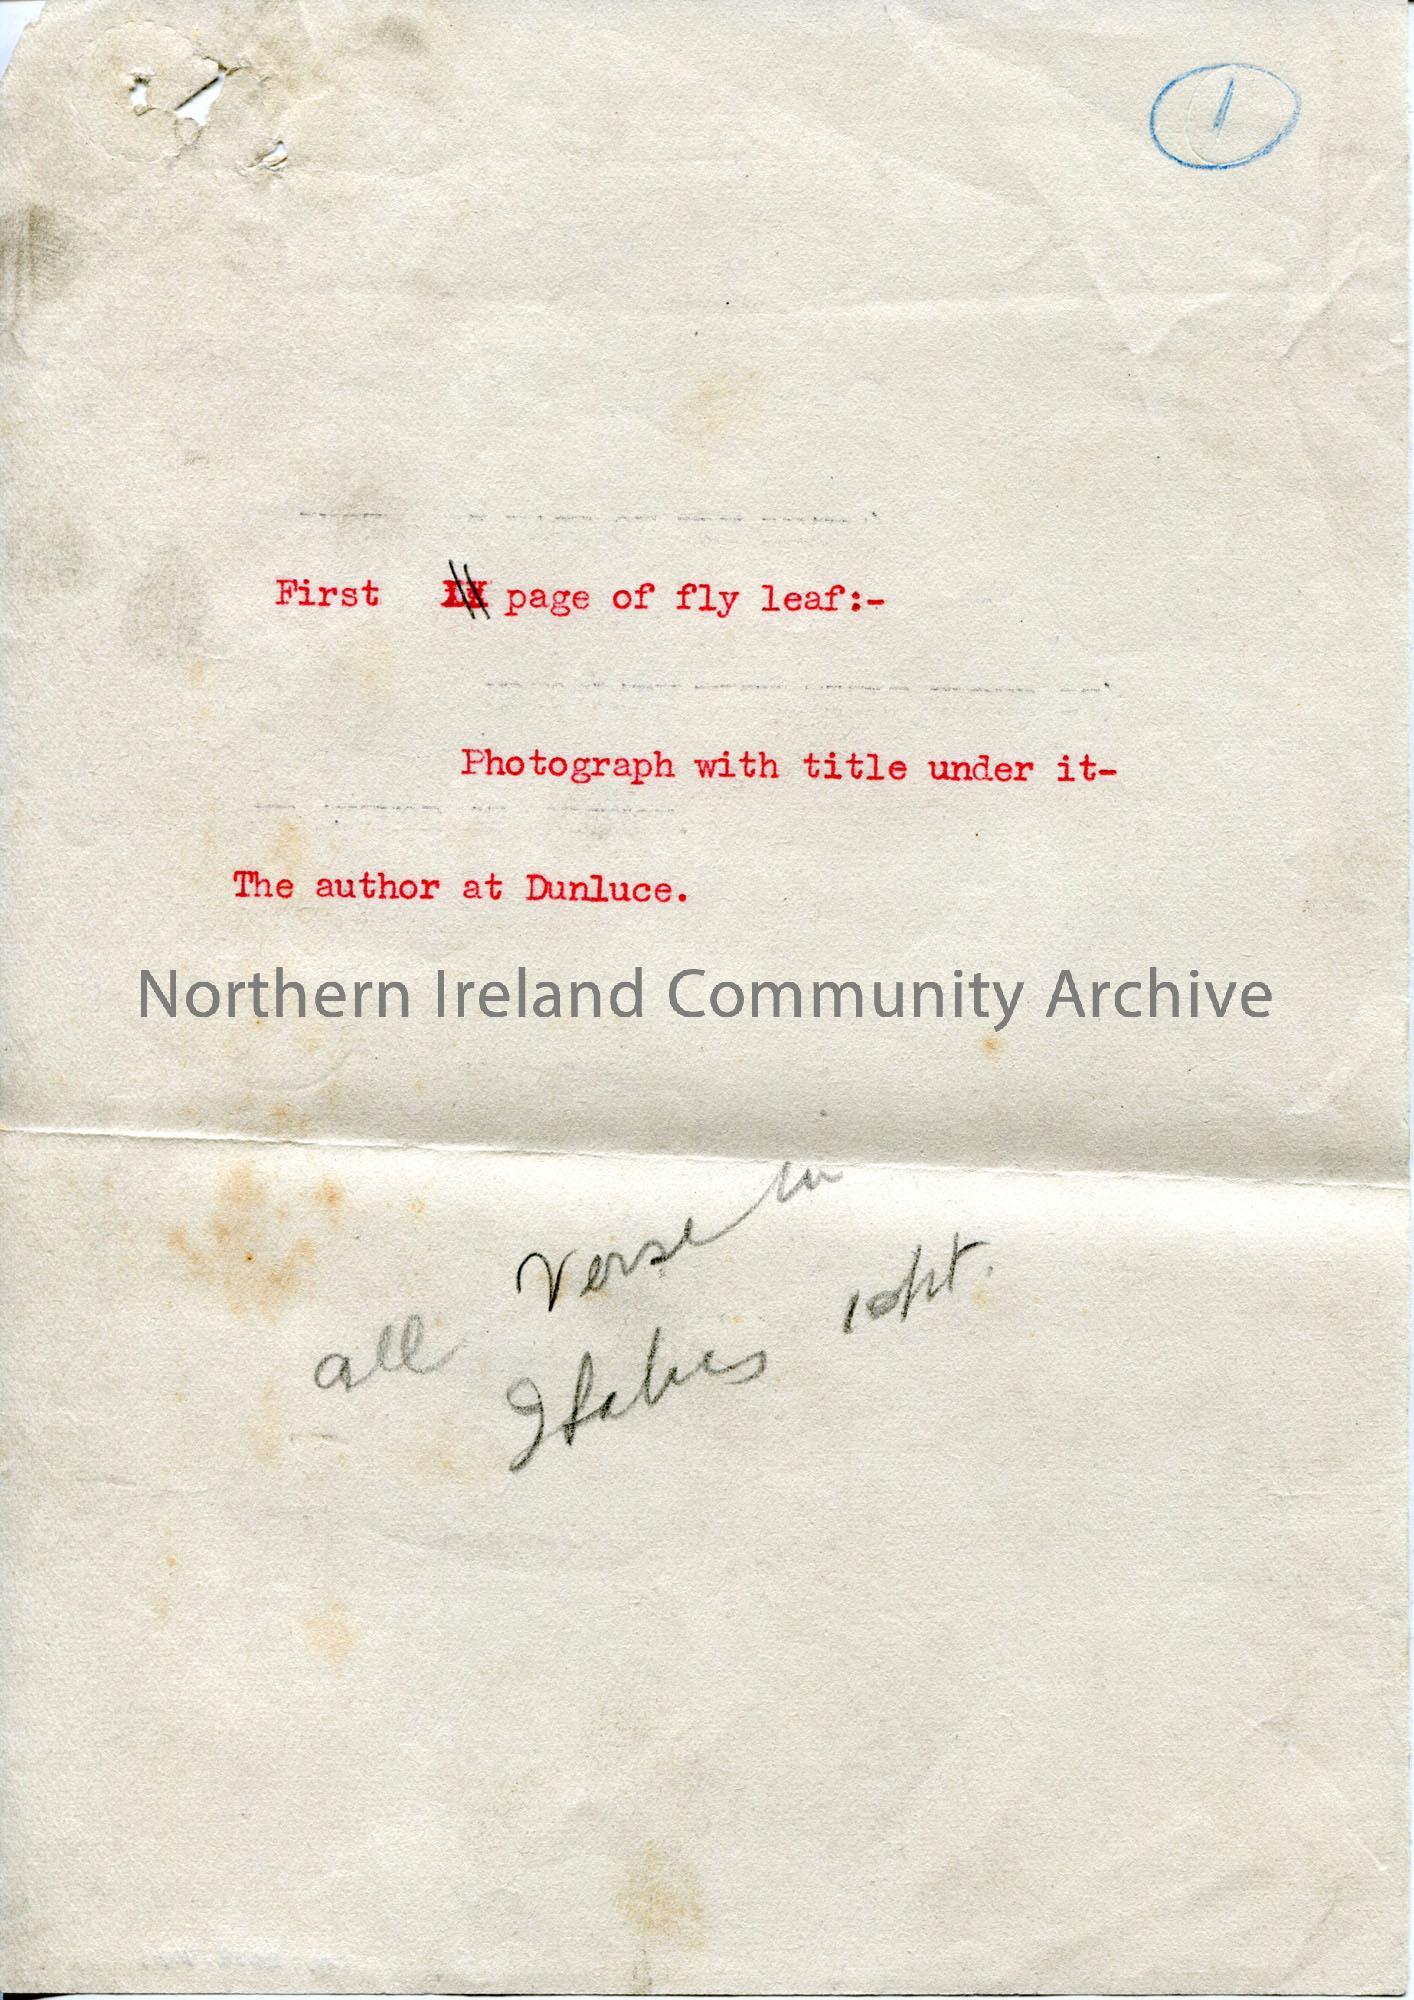 1
First page of fly leaf:-
Photograph with title under it-
The author at Dunluce.
Northern Ireland Community Archive
all Verse in
Italics 10pt.